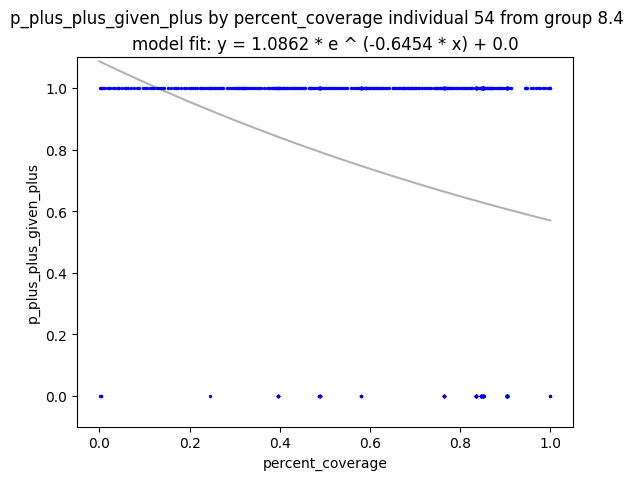 p_plus_plus_given_plus by percent_coverage individual 54 from group 8.4
model fit: y = 1.0862 * e ^ (-0.6454 * x) + 0.0
1.0
0.8
0.6
0.4
0.2
0.0
p_plus_plus_given_plus
0.0 0.2 0.4 0.6 0.8 1.0
percent_coverage